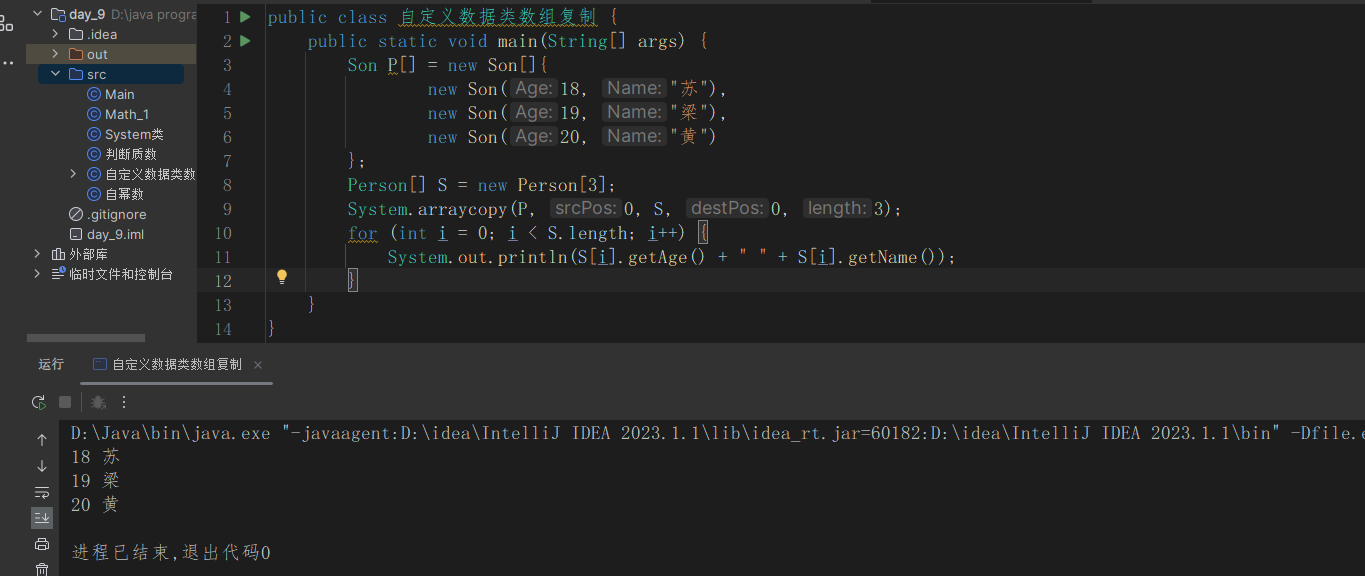 day_9 D:\java progra
.idea
out
src
Main
Math_1
System类
判断质数
自定义数据类数
自幂数
.gitignore
day_9.iml
外部库
临时文件和控制台
1 public class 自定义数据类数组复制 {
2 public static void main(String[] args) {
3 Son P[] = new Son[]{
4 new Son( Age: 18, Name: "苏"),
5 new Son( Age: 19, Name: "梁"),
6 new Son( Age: 20, Name: "黄")
7 };
8 Person[] S = new Person[3];
9 System.arraycopy(P, srcPos: 0, S, destPos: 0, length: 3);
10 for (int i = 0; i < S.length; i++) {
11 System.out.println(S[i].getAge() + " " + S[i].getName());
12 }
13 }
14 }
运行 自定义数据类数组复制
D:\Java\bin\java.exe "-javaagent:D:\idea\IntelliJ IDEA 2023.1.1\lib\idea_rt.jar=60182:D:\idea\IntelliJ IDEA 2023.1.1\bin" -Dfile.e
18 苏
19 梁
20 黄
进程已结束,退出代码0